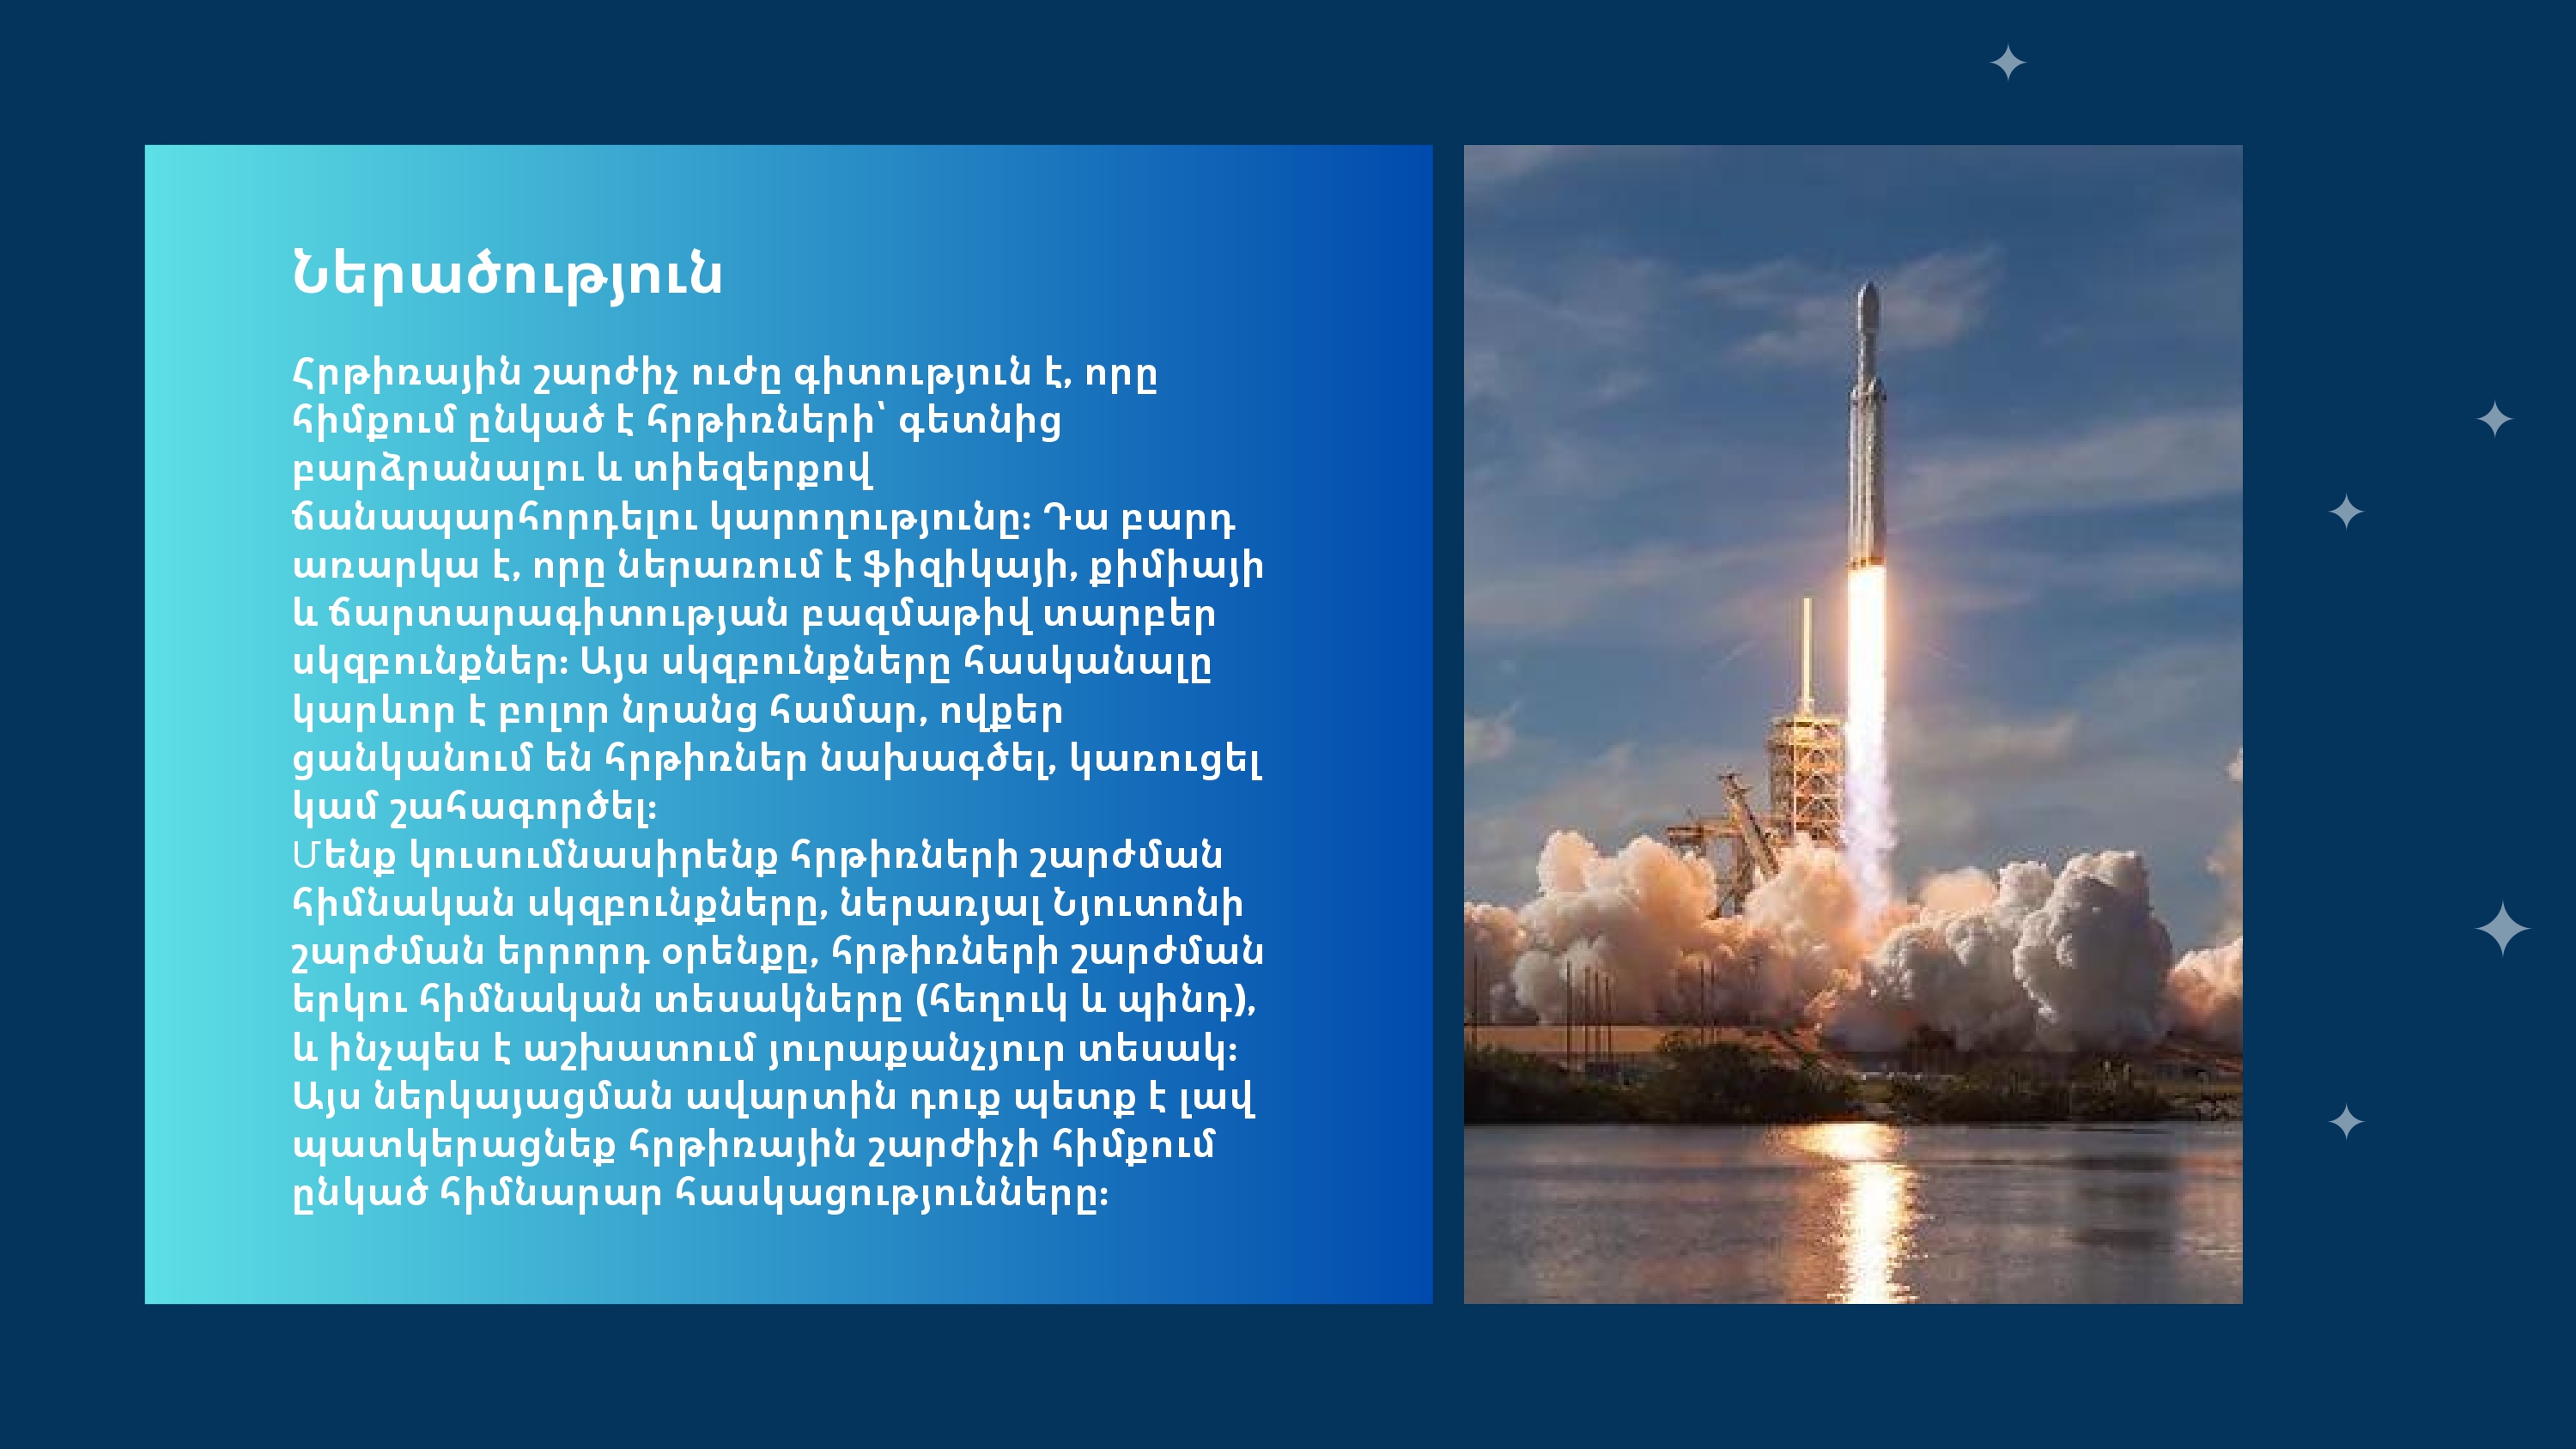 Ներածություն
Հրթիռային շարժիչ ուժը գիտություն է, որը
հիմքում ընկած է հրթիռների՝ գետնից
բարձրանալու և տիեզերքով
ճանապարհորդելու կարողությունը։ Դա բարդ
առարկա է, որը ներառում է ֆիզիկայի, քիմիայի
և ճարտարագիտության բազմաթիվ տարբեր
սկզբունքներ։ Այս սկզբունքները հասկանալը
կարևոր է բոլոր նրանց համար, ովքեր
ցանկանում են հրթիռներ նախագծել, կառուցել
կամ շահագործել։
Մենք կուսումնասիրենք հրթիռների շարժման
հիմնական սկզբունքները, ներառյալ Նյուտոնի
շարժման երրորդ օրենքը, հրթիռների շարժման
երկու հիմնական տեսակները (հեղուկ և պինդ),
և ինչպես է աշխատում յուրաքանչյուր տեսակ։
Այս ներկայացման ավարտին դուք պետք է լավ
պատկերացնեք հրթիռային շարժիչի հիմքում
ընկած հիմնարար հասկացությունները։